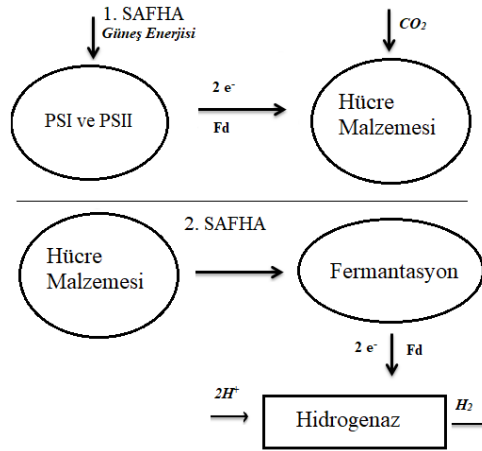 1. SAFHA
Güneş Enerjisi
CO₂
PSI ve PSII
2 e⁻
Fd
Hücre
Malzemesi
2. SAFHA
Hücre
Malzemesi
Fermantasyon
2 e⁻
Fd
2H⁺
Hidrogenaz
H₂